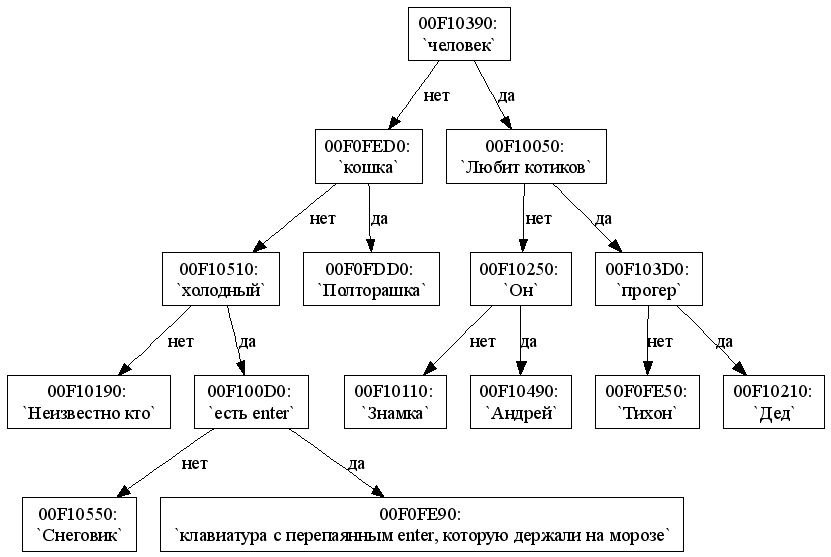 00F10390:
`человек`
нет
да
00F0FED0:
`кошка`
00F10050:
`Любит котиков`
нет
да
нет
да
00F10510:
`холодный`
00F0FDD0:
`Полторашка`
00F10250:
`Он`
00F103D0:
`прогер`
нет
да
нет
да
нет
да
00F10190:
`Неизвестно кто`
00F100D0:
`есть enter`
00F10110:
`Знамка`
00F10490:
`Андрей`
00F0FE50:
`Тихон`
00F10210:
`Дед`
нет
да
00F10550:
`Снеговик`
00F0FE90:
`клавиатура с перепаянным enter, которую держали на морозе`